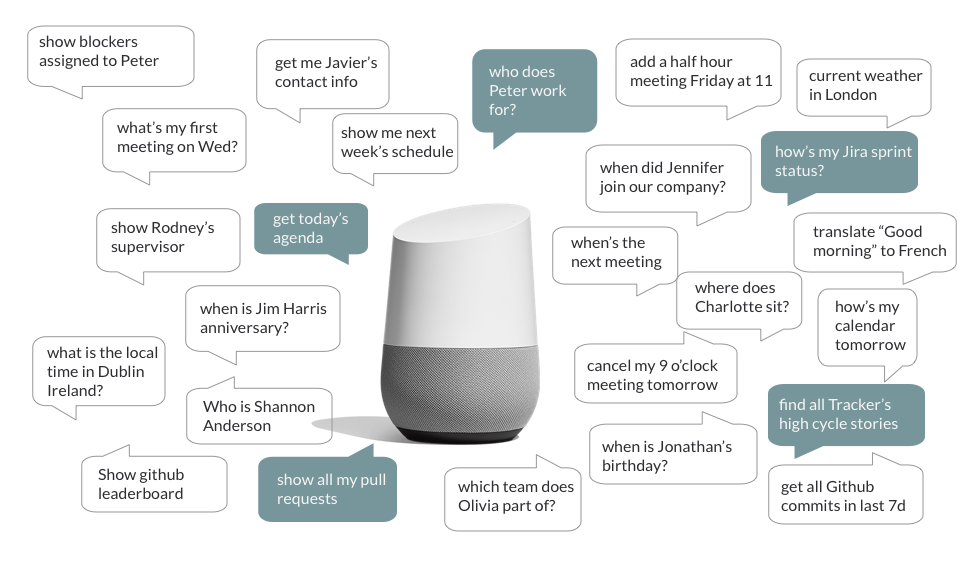 show blockers
assigned to Peter
get me Javier's
contact info
who does
Peter work
for?
add a half hour
meeting Friday at 11
current weather
in London
what's my first
meeting on Wed?
show me next
week's schedule
when did Jennifer
join our company?
how's my Jira sprint
status?
show Rodney's
supervisor
get today's
agenda
when's the
next meeting
translate “Good
morning” to French
when is Jim Harris
anniversary?
where does
Charlotte sit?
how's my
calendar
tomorrow
what is the local
time in Dublin
Ireland?
cancel my 9 o'clock
meeting tomorrow
Who is Shannon
Anderson
find all Tracker's
high cycle stories
when is Jonathan's
birthday?
Show github
leaderboard
show all my pull
requests
which team does
Olivia part of?
get all Github
commits in last 7d